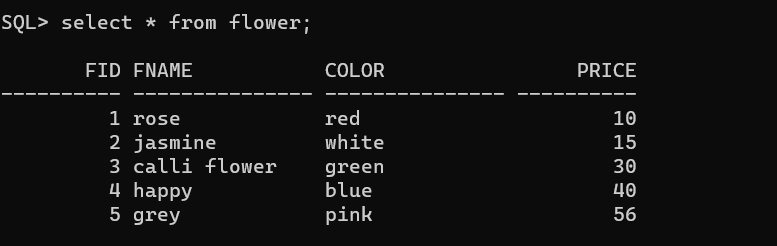 SQL> select * from flower;
FID FNAME COLOR PRICE
---------- --------------- --------------- ----------
1 rose red 10
2 jasmine white 15
3 calli flower green 30
4 happy blue 40
5 grey pink 56